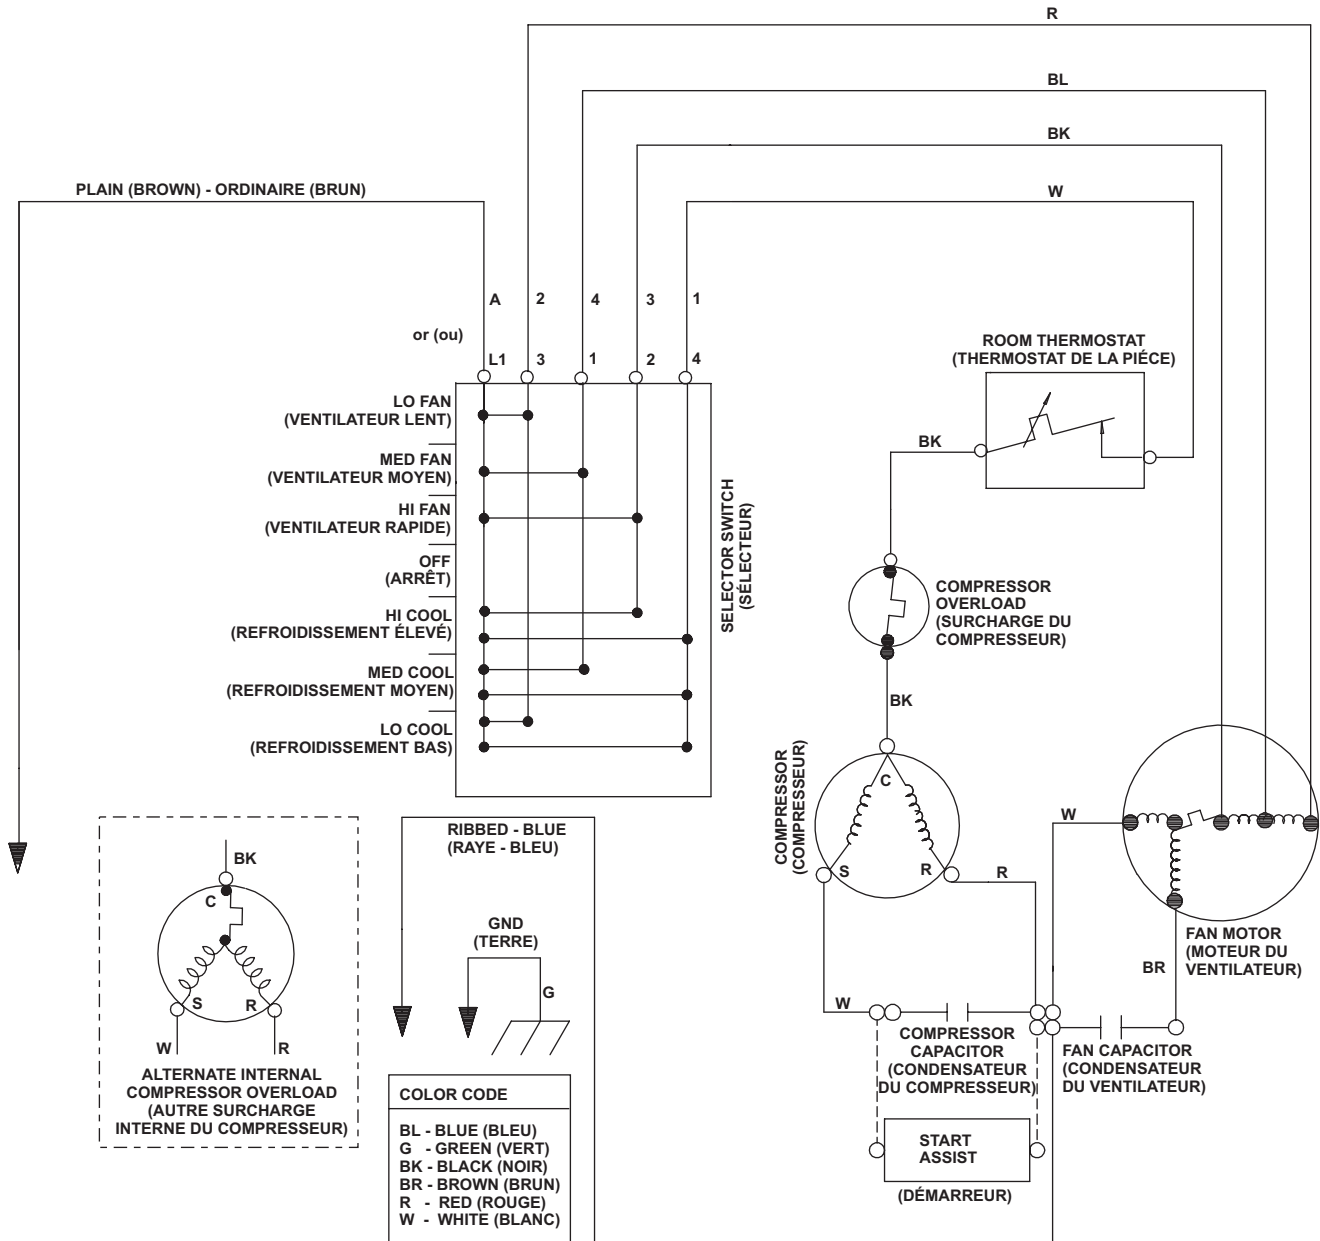 R
BL
BK
PLAIN (BROWN) - ORDINAIRE (BRUN)
W
A 2 4 3 1
or (ou)
L1 3 1 2 4
ROOM THERMOSTAT
(THERMOSTAT DE LA PIÉCE)
LO FAN
(VENTILATEUR LENT)
BK
MED FAN
(VENTILATEUR MOYEN)
HI FAN
(VENTILATEUR RAPIDE)
OFF
(ARRÊT)
HI COOL
(REFROIDISSEMENT ÉLEVÉ)
MED COOL
(REFROIDISSEMENT MOYEN)
LO COOL
(REFROIDISSEMENT BAS)
SELECTOR SWITCH
(SÉLECTEUR)
COMPRESSOR
OVERLOAD
(SURCHARGE DU
COMPRESSEUR)
BK
COMPRESSOR
(COMPRESSEUR)
C
S
R
R
W
W
FAN MOTOR
(MOTEUR DU
VENTILATEUR)
BR
RIBBED - BLUE
(RAYE - BLEU)
GND
(TERRE)
G
BK
C
S
R
W
R
ALTERNATE INTERNAL
COMPRESSOR OVERLOAD
(AUTRE SURCHARGE
INTERNE DU COMPRESSEUR)
COMPRESSOR
CAPACITOR
(CONDENSATEUR
DU COMPRESSEUR)
FAN CAPACITOR
(CONDENSATEUR
DU VENTILATEUR)
START
ASSIST
(DÉMARREUR)
COLOR CODE
BL - BLUE (BLEU)
G - GREEN (VERT)
BK - BLACK (NOIR)
BR - BROWN (BRUN)
R - RED (ROUGE)
W - WHITE (BLANC)